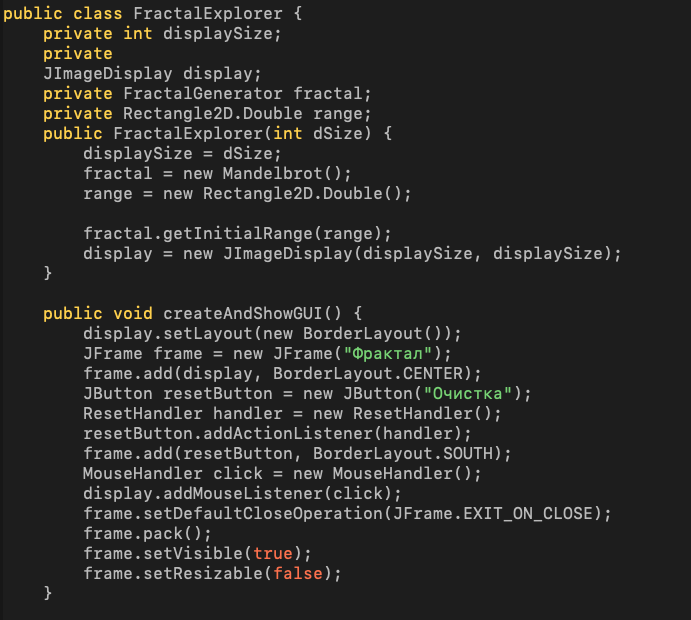 public class FractalExplorer {
    private int displaySize;
    private
    JImageDisplay display;
    private FractalGenerator fractal;
    private Rectangle2D.Double range;
    public FractalExplorer(int dSize) {
        displaySize = dSize;
        fractal = new Mandelbrot();
        range = new Rectangle2D.Double();

        fractal.getInitialRange(range);
        display = new JImageDisplay(displaySize, displaySize);
    }

    public void createAndShowGUI() {
        display.setLayout(new BorderLayout());
        JFrame frame = new JFrame("Фрактал");
        frame.add(display, BorderLayout.CENTER);
        JButton resetButton = new JButton("Очистка");
        ResetHandler handler = new ResetHandler();
        resetButton.addActionListener(handler);
        frame.add(resetButton, BorderLayout.SOUTH);
        MouseHandler click = new MouseHandler();
        display.addMouseListener(click);
        frame.setDefaultCloseOperation(JFrame.EXIT_ON_CLOSE);
        frame.pack();
        frame.setVisible(true);
        frame.setResizable(false);
    }